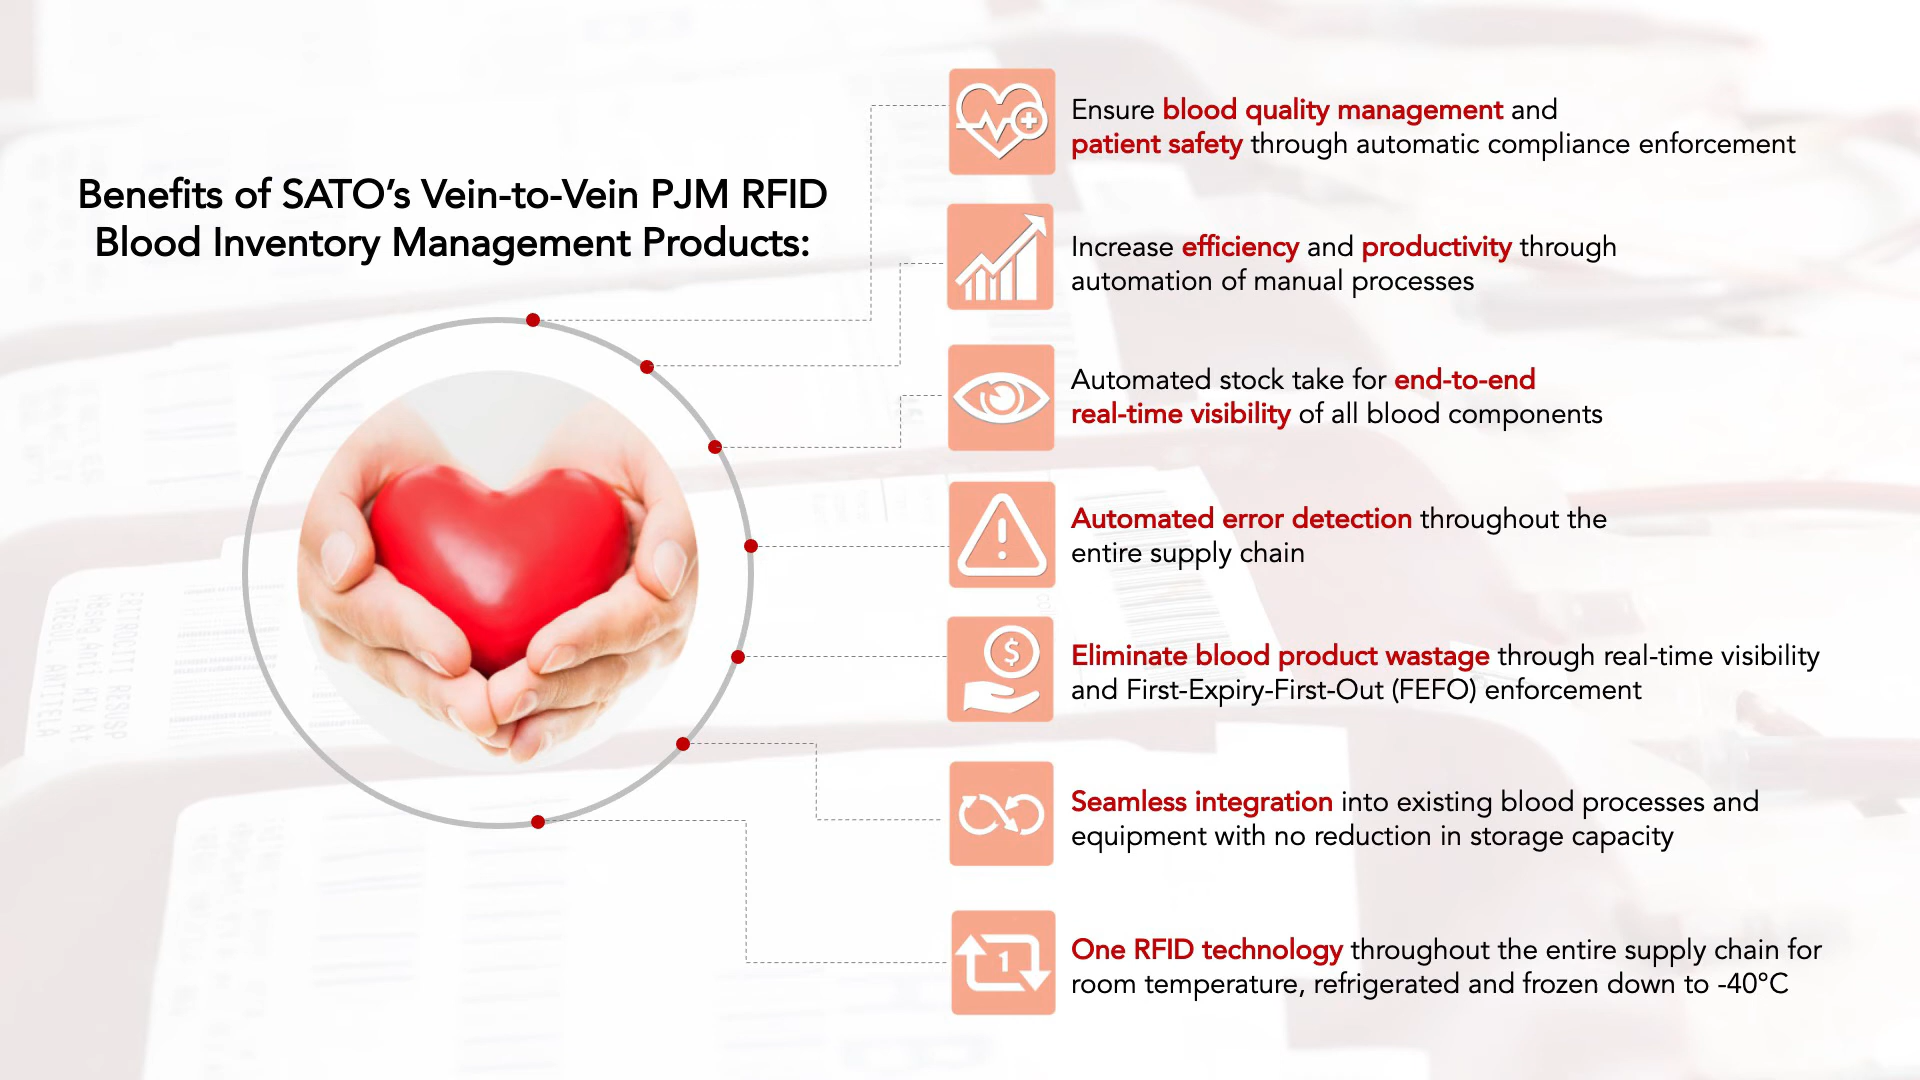 Benefits of SATO’s Vein-to-Vein PJM RFID
Blood Inventory Management Products:
Ensure blood quality management and
patient safety through automatic compliance enforcement
Increase efficiency and productivity through
automation of manual processes
Automated stock take for end-to-end
real-time visibility of all blood components
Automated error detection throughout the
entire supply chain
$
Eliminate blood product wastage through real-time visibility
and First-Expiry-First-Out (FEFO) enforcement
Seamless integration into existing blood processes and
equipment with no reduction in storage capacity
1
One RFID technology throughout the entire supply chain for
room temperature, refrigerated and frozen down to -40°C